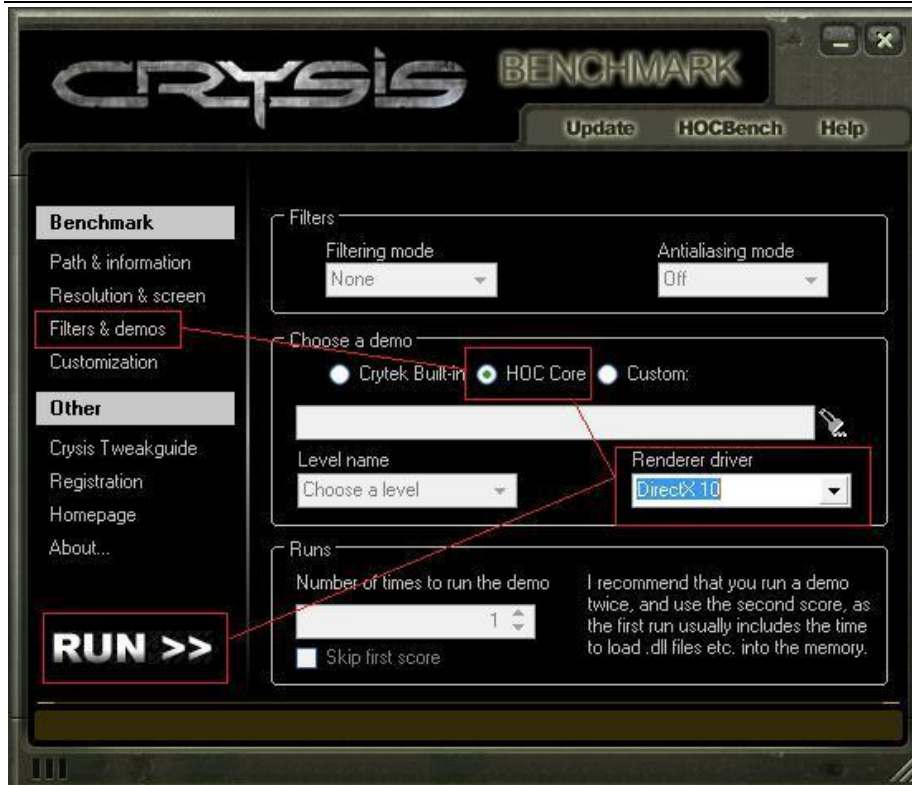 CRYSIS BENCHMARK
Update HOCBench Help
Benchmark
Path & information
Resolution & screen
Filters & demos
Customization
Other
Crysis Tweakguide
Registration
Homepage
About...
RUN >>
Filters
Filtering mode
None
Antialiasing mode
Off
Choose a demo
Crytek Built-in HOC Core Custom:
Level name
Choose a level
Renderer driver
DirectX 10
Runs
Number of times to run the demo
1
Skip first score
I recommend that you run a demo
twice, and use the second score, as
the first run usually includes the time
to load .dll files etc. into the memory.